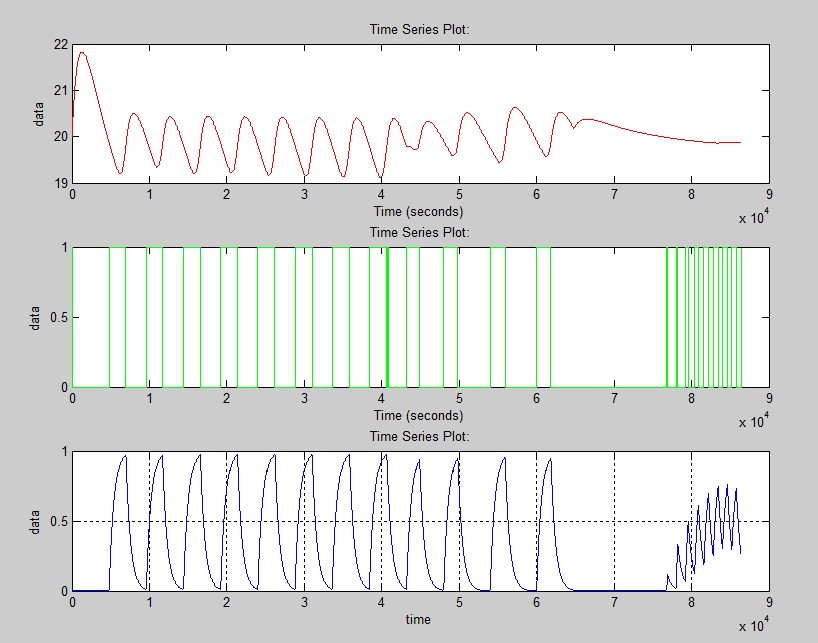 Time Series Plot:
22
21
20
19
data
0 1 2 3 4 5 6 7 8 9
Time (seconds)
x 10^4
Time Series Plot:
1
0.5
0
data
0 1 2 3 4 5 6 7 8 9
Time (seconds)
x 10^4
Time Series Plot:
1
0.5
0
data
0 1 2 3 4 5 6 7 8 9
time
x 10^4